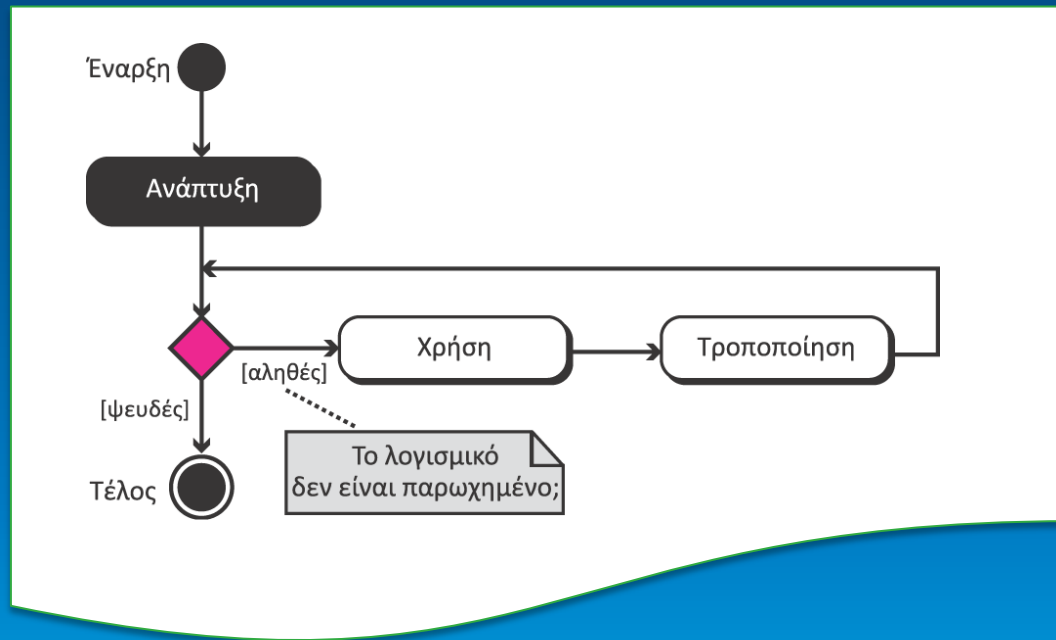 Έναρξη
Ανάπτυξη
Χρήση
Τροποποίηση
[αληθές]
[ψευδές]
Το λογισμικό
δεν είναι παρωχημένο;
Τέλος